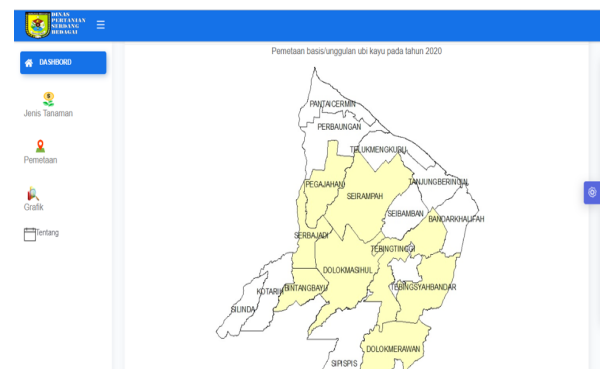 DINAS
PERTANIAN
SERDANG
BEDAGAI
DASHBORD
Jenis Tanaman
Pemetaan
Grafik
Tentang
Pemetaan basis/unggulan ubi kayu pada tahun 2020
PANTAICERMIN
PERBAUNGAN
TELUKMENGKUDU
TANJUNGBERINGIN
PEGAJAHAN
SEIRAMPAH
SEIBAMBAN
BANDARKHALIFAH
SERBAJADI
TEBINGTINGGI
DOLOKMASIHUL
KOTARIH
BINTANGBAYU
TEBINGSYAHBANDAR
SILINDA
DOLOKMERAWAN
SIPISPIS